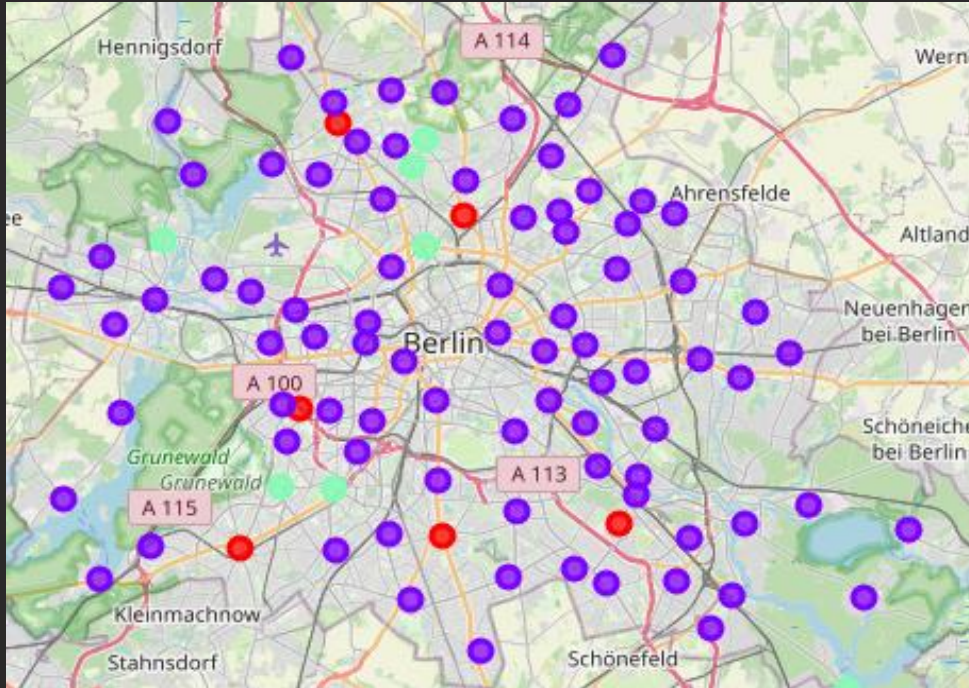 A 114
Hennigsdorf
Wern
Ahrensfelde
ee
Altland
Neuenhagen
bei Berlin
Berlin
A 100
Schöneiche
bei Berlin
Grunewald
Grunewald
A 113
A 115
Kleinmachnow
Stahnsdorf
Schönefeld